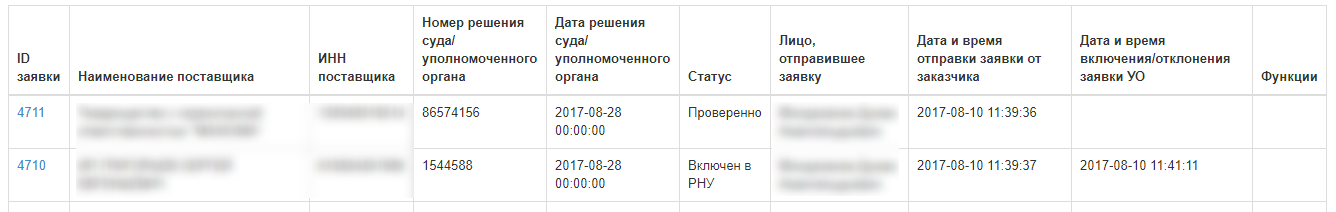 ID заявки
Наименование поставщика
ИНН поставщика
Номер решения суда/ уполномоченного органа
Дата решения суда/ уполномоченного органа
Статус
Лицо, отправившее заявку
Дата и время отправки заявки от заказчика
Дата и время включения/отклонения заявки УО
Функции
4711
86574156
2017-08-28
00:00:00
Проверенно
2017-08-10 11:39:36
4710
1544588
2017-08-28
00:00:00
Включен в
РНУ
2017-08-10 11:39:37
2017-08-10 11:41:11